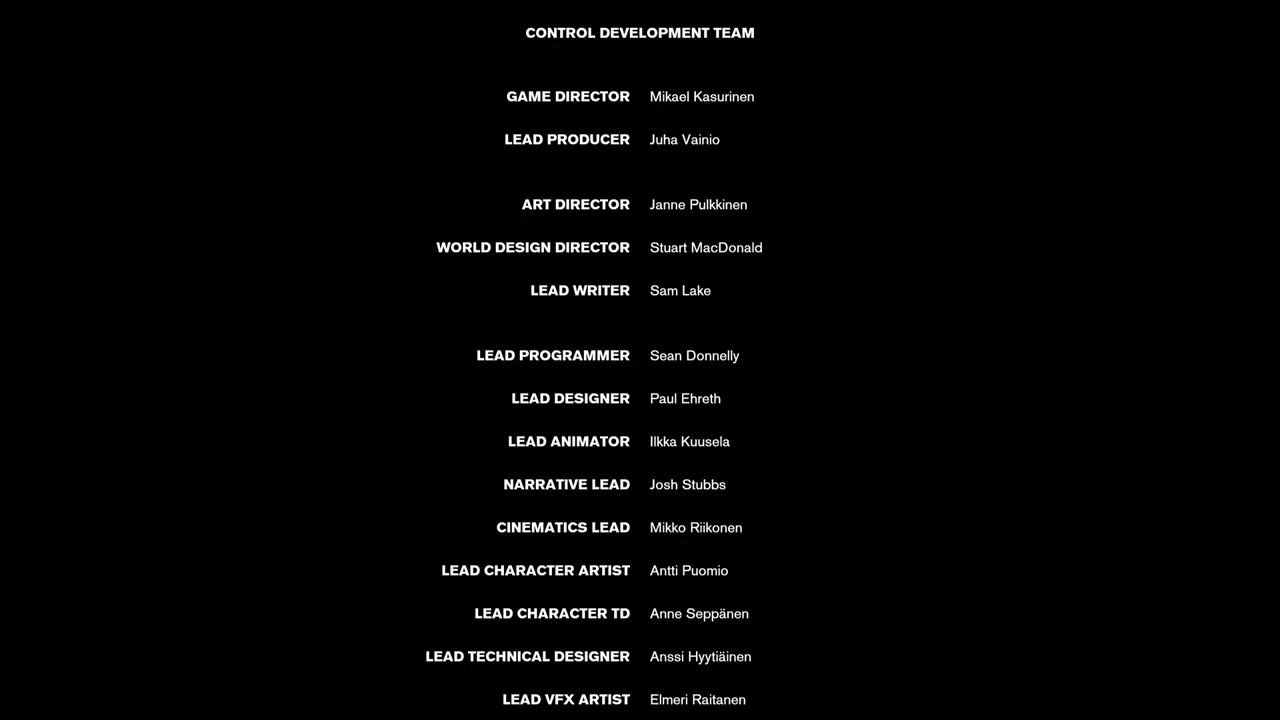 CONTROL DEVELOPMENT TEAM
GAME DIRECTOR Mikael Kasurinen
LEAD PRODUCER Juha Vainio
ART DIRECTOR Janne Pulkkinen
WORLD DESIGN DIRECTOR Stuart MacDonald
LEAD WRITER Sam Lake
LEAD PROGRAMMER Sean Donnelly
LEAD DESIGNER Paul Ehreth
LEAD ANIMATOR Ilkka Kuusela
NARRATIVE LEAD Josh Stubbs
CINEMATICS LEAD Mikko Riikonen
LEAD CHARACTER ARTIST Antti Puomio
LEAD CHARACTER TD Anne Seppänen
LEAD TECHNICAL DESIGNER Anssi Hyytiäinen
LEAD VFX ARTIST Elmeri Raitanen